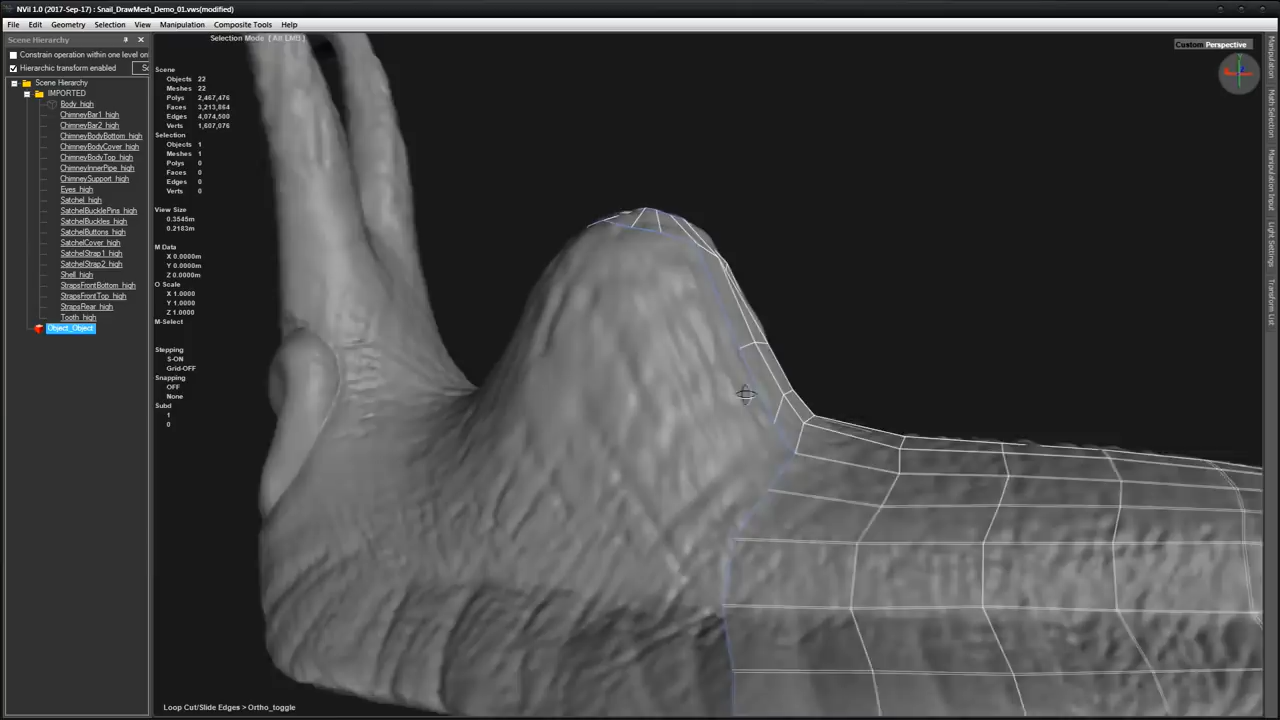 NVil 1.0 (2017-Sep-17) : Snail_DrawMesh_Demo_01.vws(modified)
File Edit Geometry Selection View Manipulation Composite Tools Help
Scene Hierarchy
Constrain operation within one level on
Hierarchic transform enabled
Scene Hierarchy
IMPORTED
Body_high
ChimneyBar1_high
ChimneyBar2_high
ChimneyBodyBottom_high
ChimneyBodyCover_high
ChimneyBodyTop_high
ChimneyInnerPipe_high
ChimneySupport_high
Eyes_high
Satchel_high
SatchelBucklePins_high
SatchelBuckles_high
SatchelButtons_high
SatchelCover_high
SatchelStrap1_high
SatchelStrap2_high
Shell_high
StrapsFrontBottom_high
StrapsFrontTop_high
StrapsRear_high
Tooth_high
Object_Object
Selection Mode [ Alt LMB ]
Scene
Objects 22
Meshes 22
Polys 2,467,476
Faces 3,213,864
Edges 4,074,500
Verts 1,607,076
Selection
Objects 1
Meshes 1
Polys 0
Faces 0
Edges 0
Verts 0
View Size
0.3545m
0.2183m
M Data
X 0.0000m
Y 0.0000m
Z 0.0000m
O Scale
X 1.0000
Y 1.0000
Z 1.0000
M-Select
Stepping
S-ON
Grid-OFF
Snapping
OFF
None
Subd
1
0
Custom Perspective
Manipulation
Math Selection
Manipulation Input
Light Settings
Transform List
Loop Cut/Slide Edges > Ortho_toggle